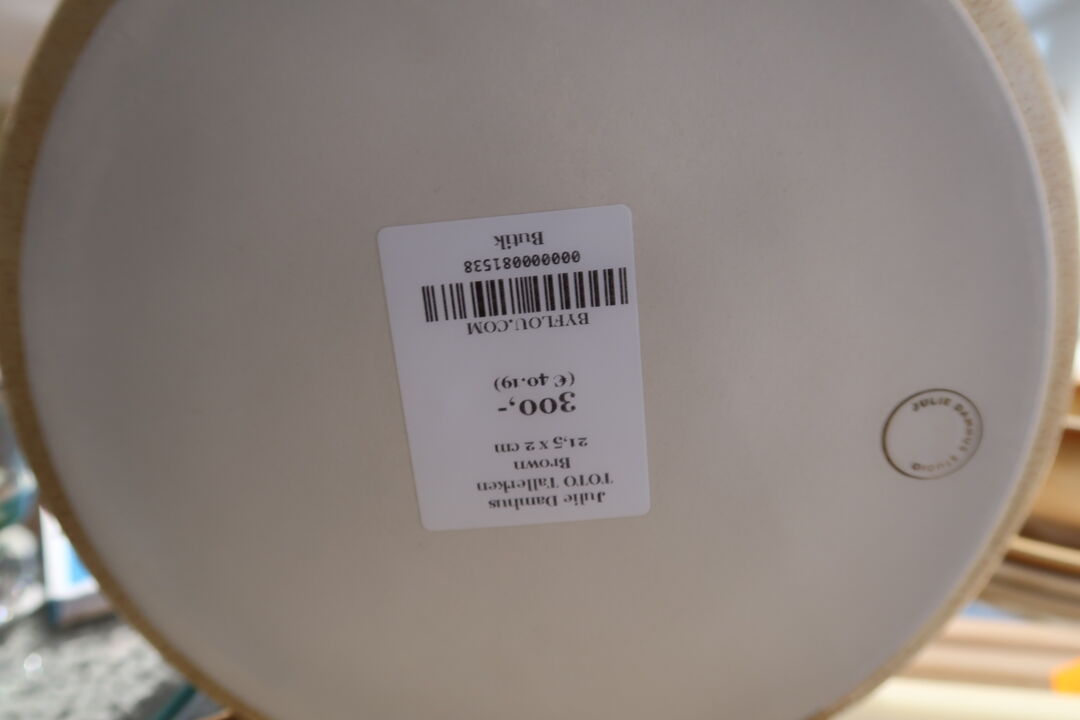 Julie Damhus
TOTO Tallerken
Brown
21,5 x 2 cm
300,-
(€ 40.19)
BYFLOU.COM
0000000081538
Butik
JULIE DAMHUS STUDIO